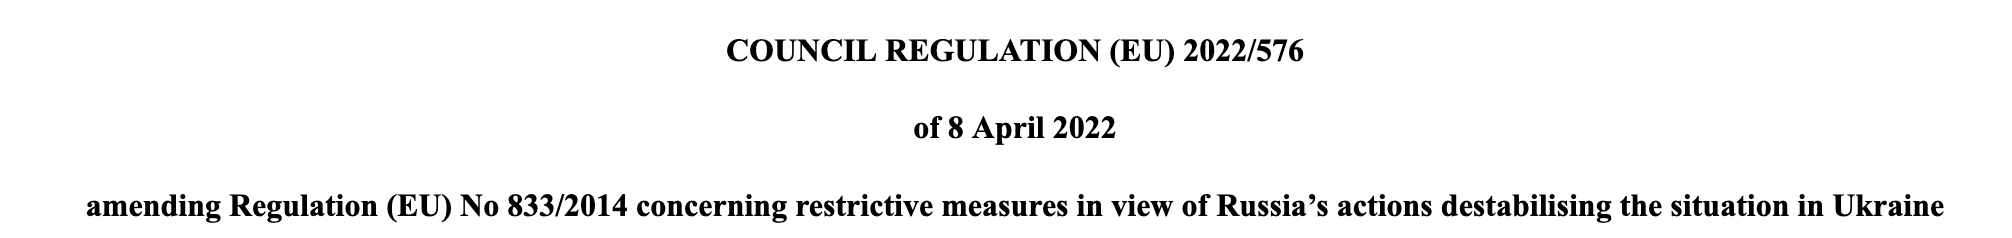 COUNCIL REGULATION (EU) 2022/576
of 8 April 2022
amending Regulation (EU) No 833/2014 concerning restrictive measures in view of Russia’s actions destabilising the situation in Ukraine